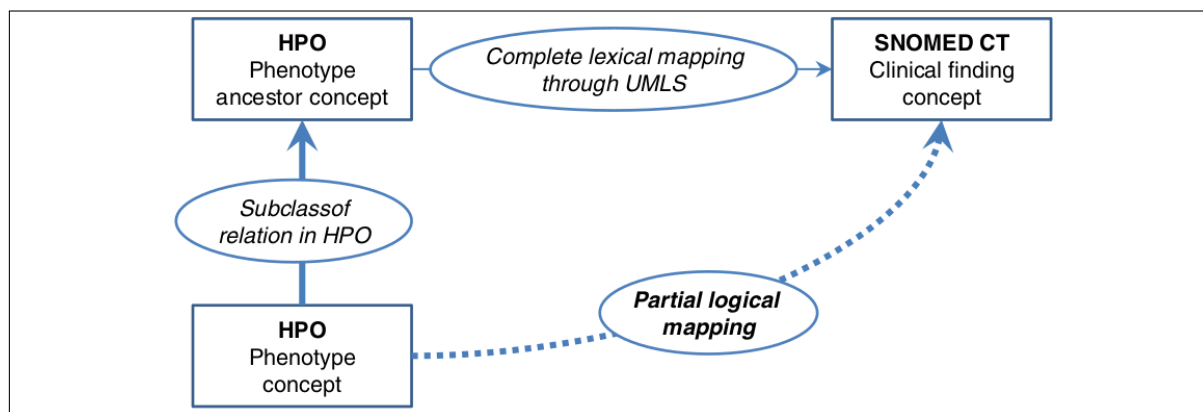 HPO
Phenotype
ancestor concept
Complete lexical mapping
through UMLS
SNOMED CT
Clinical finding
concept
Subclassof
relation in HPO
HPO
Phenotype
concept
Partial logical
mapping